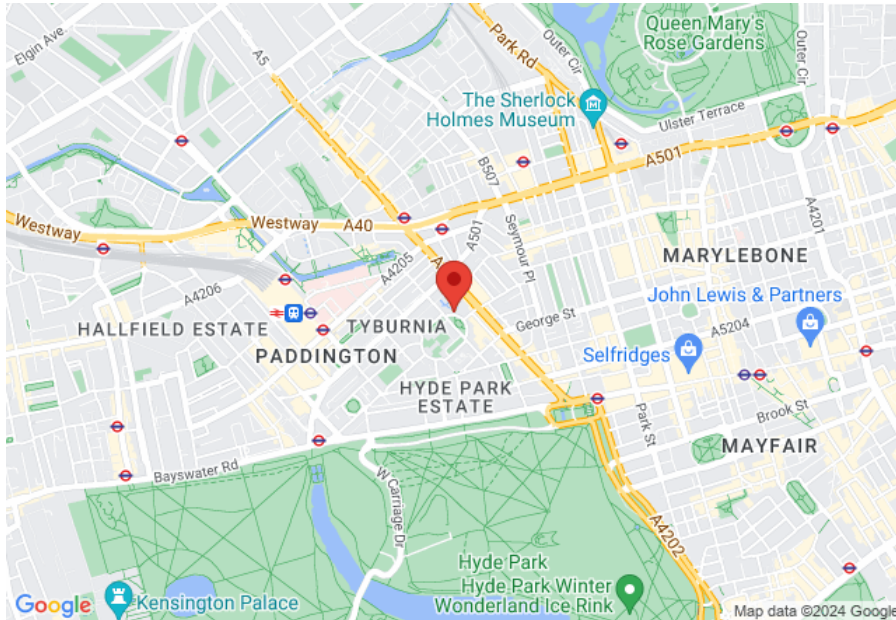 Elgin Ave.
A5
Park Rd
Outer Cir
Queen Mary's
Rose Gardens
Outer Cir
The Sherlock
Holmes Museum
Ulster Terrace
B507
A501
A4201
Westway
Westway
A40
A501
Seymour Pl
MARYLEBONE
A4205
A4206
John Lewis & Partners
HALLFIELD ESTATE
TYBURNIA
George St
A5204
PADDINGTON
Selfridges
HYDE PARK
ESTATE
Park St
Brook St
MAYFAIR
Bayswater Rd
W Carriage Dr
A4202
Hyde Park
Hyde Park Winter
Wonderland Ice Rink
Google
Kensington Palace
Map data ©2024 Google